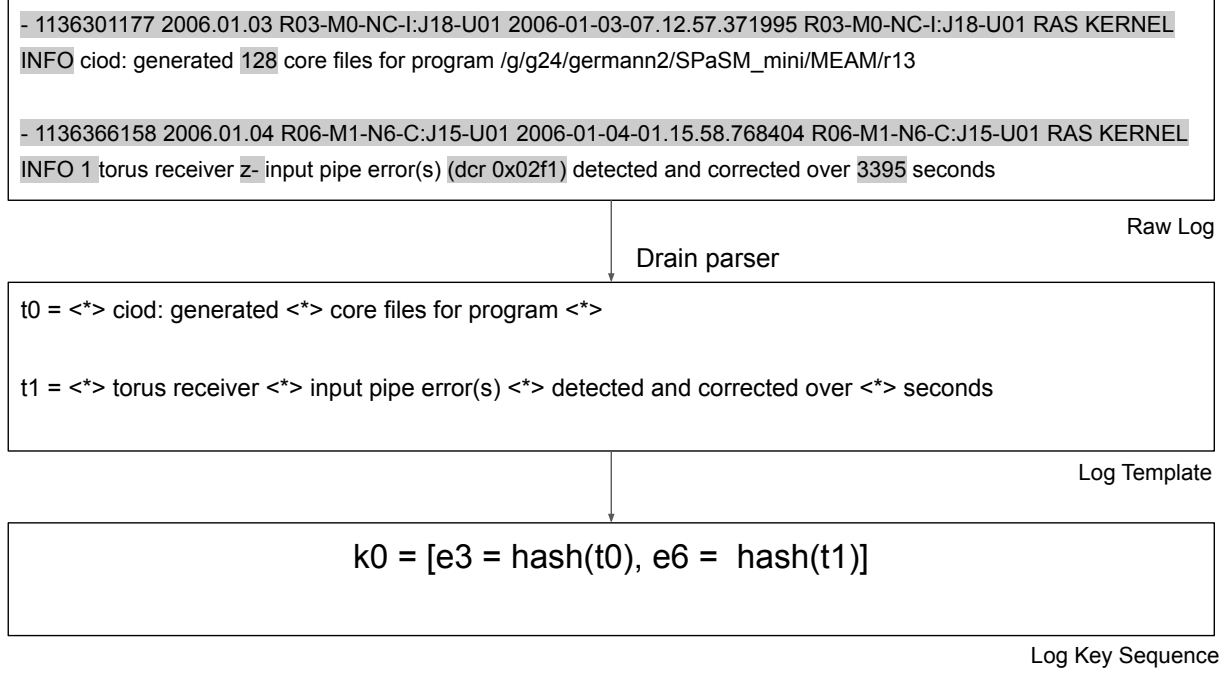 - 1136301177 2006.01.03 R03-M0-NC-I:J18-U01 2006-01-03-07.12.57.371995 R03-M0-NC-I:J18-U01 RAS KERNEL
INFO ciod: generated 128 core files for program /g/g24/germann2/SPaSM_mini/MEAM/r13
- 1136366158 2006.01.04 R06-M1-N6-C:J15-U01 2006-01-04-01.15.58.768404 R06-M1-N6-C:J15-U01 RAS KERNEL
INFO 1 torus receiver z- input pipe error(s) (dcr 0x02f1) detected and corrected over 3395 seconds
Raw Log
Drain parser
t0 = <*> ciod: generated <*> core files for program <*>
t1 = <*> torus receiver <*> input pipe error(s) <*> detected and corrected over <*> seconds
Log Template
k0 = [e3 = hash(t0), e6 =  hash(t1)]
Log Key Sequence